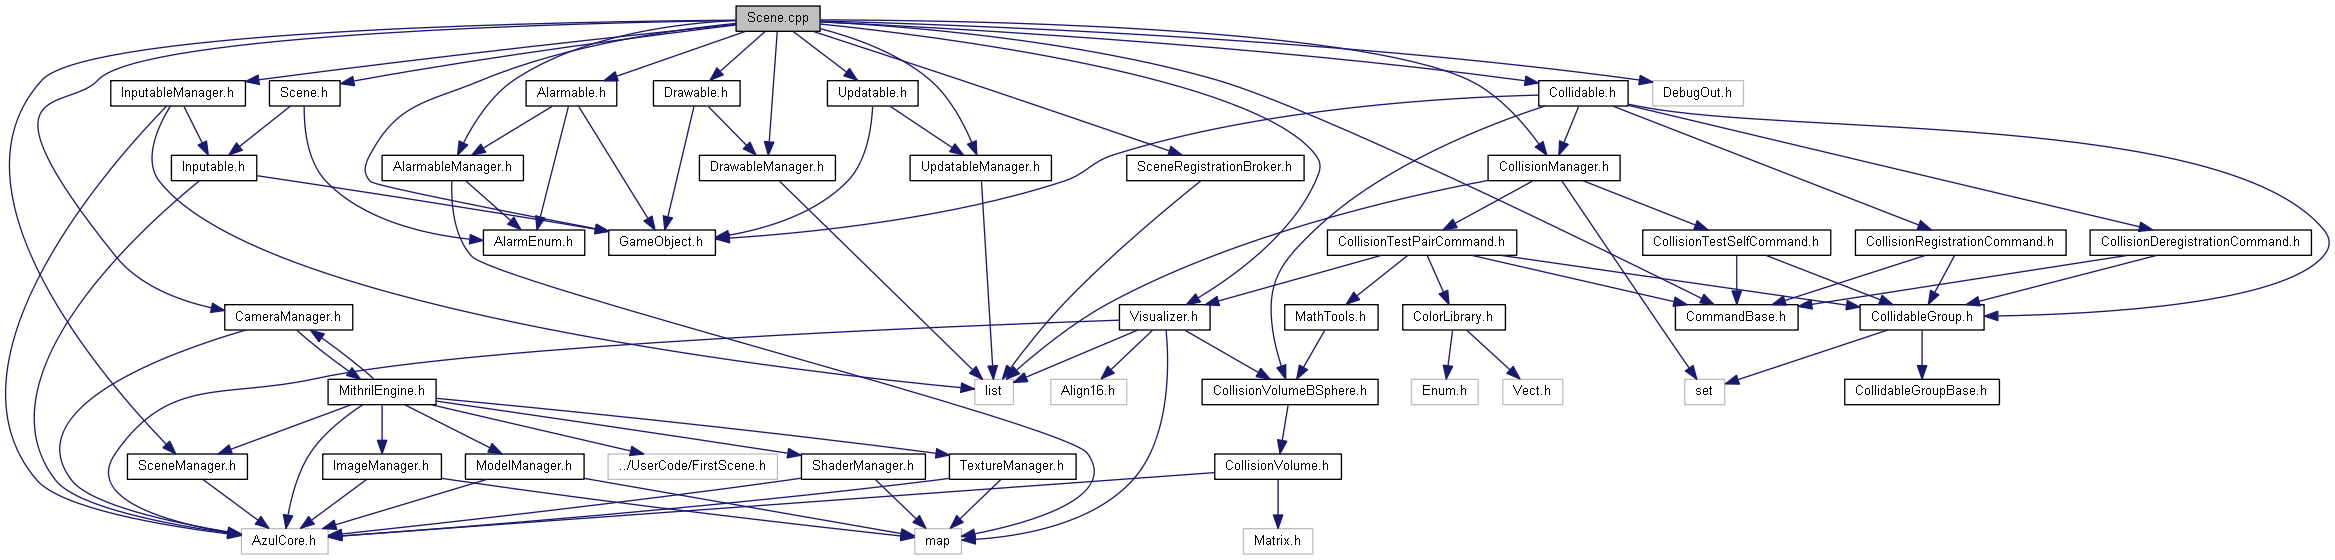 Scene.cpp
InputableManager.h
Scene.h
Alarmable.h
Drawable.h
Updatable.h
Collidable.h
DebugOut.h
Inputable.h
AlarmableManager.h
DrawableManager.h
UpdatableManager.h
SceneRegistrationBroker.h
CollisionManager.h
AlarmEnum.h
GameObject.h
CollisionTestPairCommand.h
CollisionTestSelfCommand.h
CollisionRegistrationCommand.h
CollisionDeregistrationCommand.h
CameraManager.h
Visualizer.h
MathTools.h
ColorLibrary.h
CommandBase.h
CollidableGroup.h
MithrilEngine.h
list
Align16.h
CollisionVolumeBSphere.h
Enum.h
Vect.h
set
CollidableGroupBase.h
SceneManager.h
ImageManager.h
ModelManager.h
../UserCode/FirstScene.h
ShaderManager.h
TextureManager.h
CollisionVolume.h
AzulCore.h
map
Matrix.h